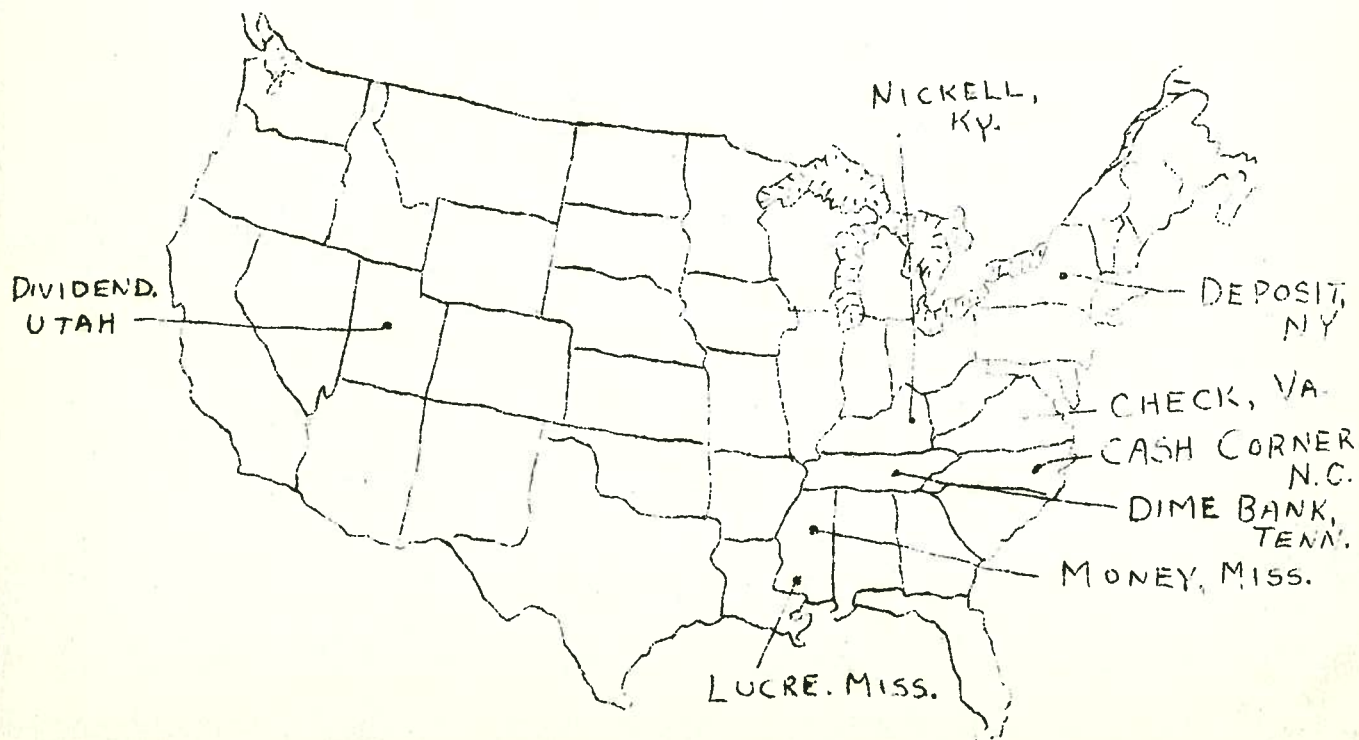 NICKELL,
KY.
DIVIDEND.
UTAH
DEPOSIT,
NY
CHECK, VA
CASH CORNER
N.C.
DIME BANK,
TENN.
MONEY, MISS.
LUCRE. MISS.